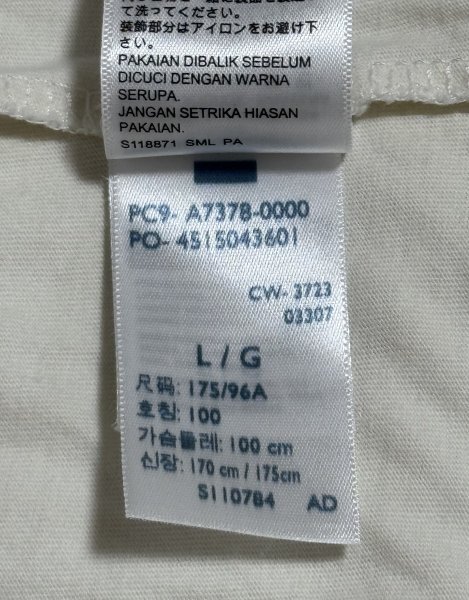 て洗ってください。
装飾部分はアイロンをお避け下
さい。
PAKAIAN DIBALIK SEBELUM
DICUCI DENGAN WARNA
SERUPA.
JANGAN SETRIKA HIASAN
PAKAIAN.
S118871 SML PA
PC9- A7378-0000
PO- 4515043601
CW- 3723
03307
L / G
尺码: 175/96A
호칭: 100
가슴둘레: 100 cm
신장: 170 cm / 175cm
S110784 AD